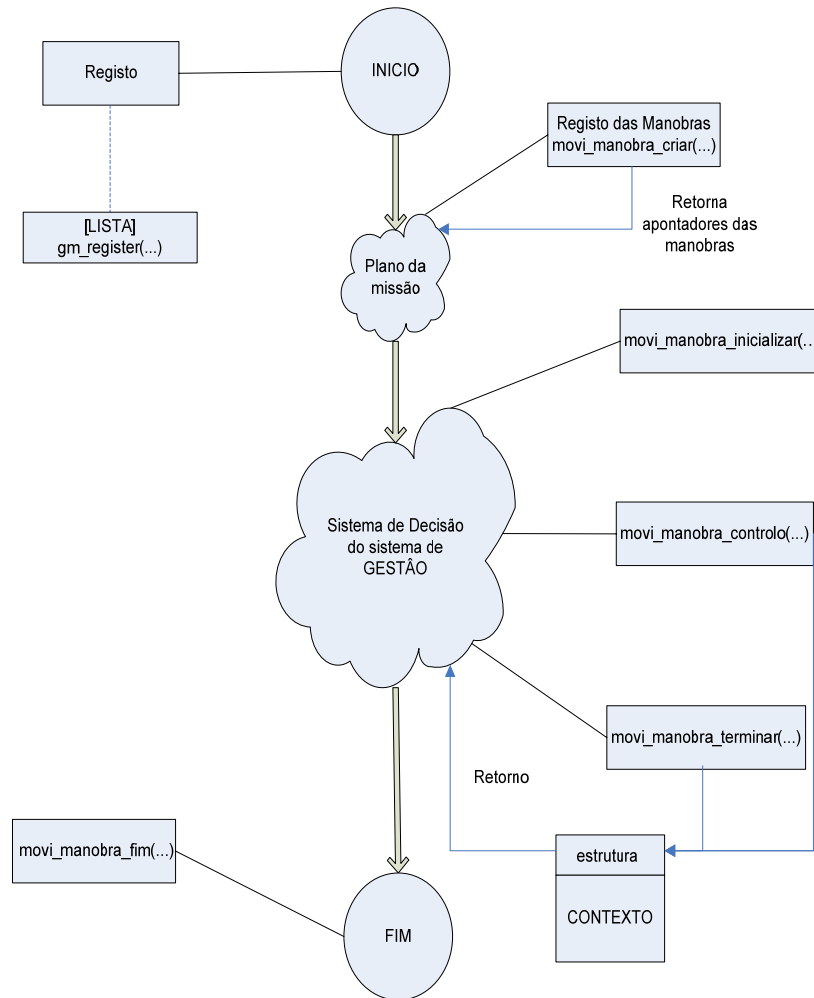 INICIO
Registo
Registo das Manobras
movi_manobra_criar(...)
Retorna
apontadores das
manobras
[LISTA]
gm_register(...)
Plano da
missão
movi_manobra_inicializar(...
Sistema de Decisão
do sistema de
GESTÂO
movi_manobra_controlo(...)
movi_manobra_terminar(...)
Retorno
movi_manobra_fim(...)
estrutura
CONTEXTO
FIM